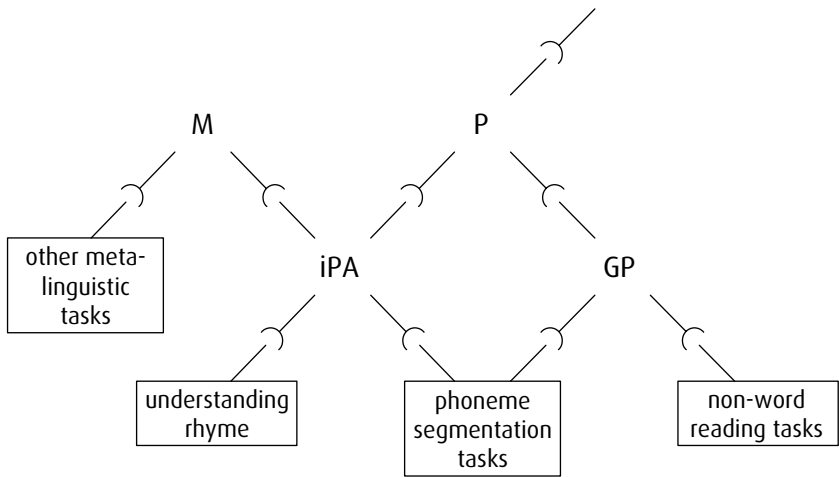 M
P
other meta-
linguistic
tasks
iPA
GP
understanding
rhyme
phoneme
segmentation
tasks
non-word
reading tasks